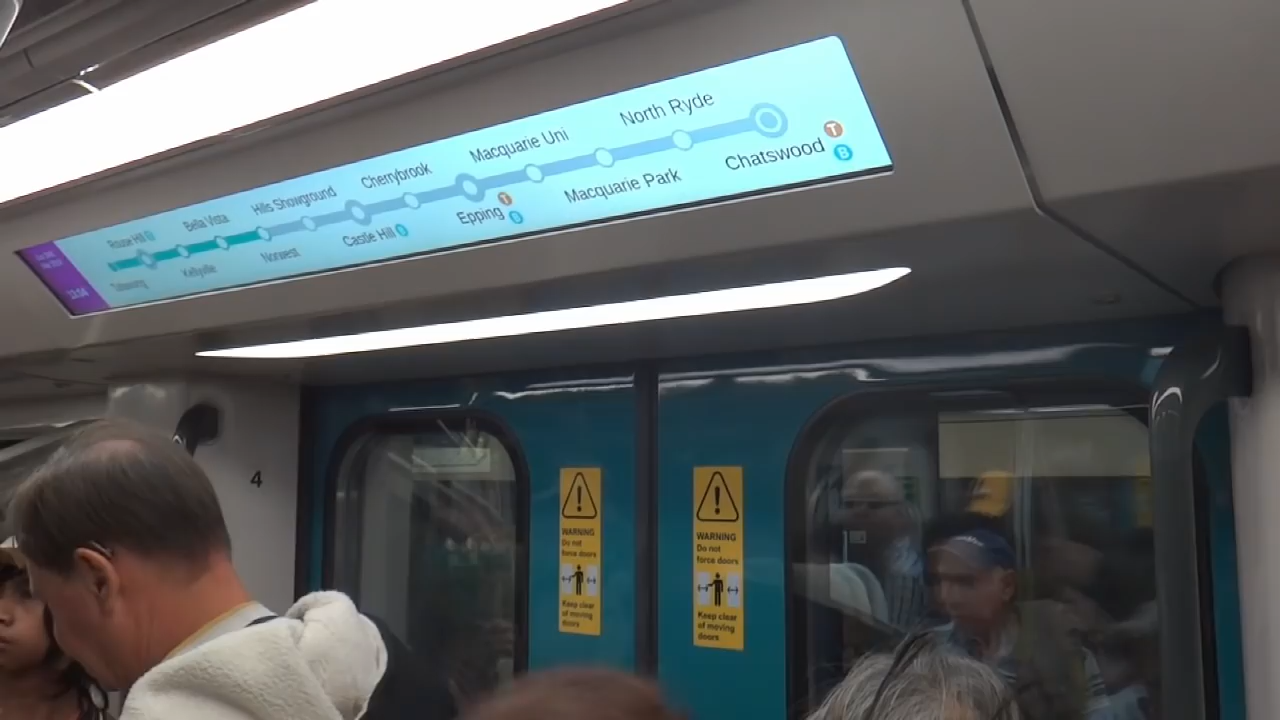 North Ryde
Macquarie Uni
Cherrybrook
Hills Showground
Bella Vista
Rouse Hill B
Chatswood T B
Macquarie Park
Epping T B
Castle Hill B
Norwest
Kellyville
Tallawong
4
WARNING
Do not
force doors
Keep clear
of moving
doors
WARNING
Do not
force doors
Keep clear
of moving
doors